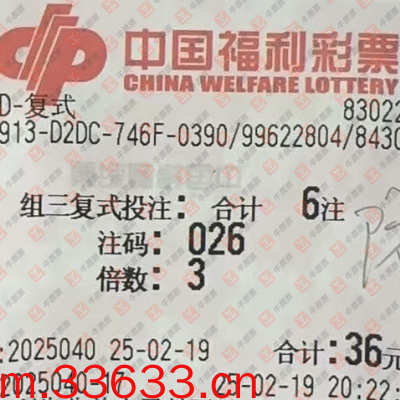 中国福利彩票
CHINA WELFARE LOTTERY
D-复式 83022
913-D2DC-746F-0390/99622804/8430
组三复式投注: 合计 6注
注码: 026
倍数: 3
:2025040 25-02-19 合计:36元
2025040-17 25-02-19 20:22:
m.33633.cn